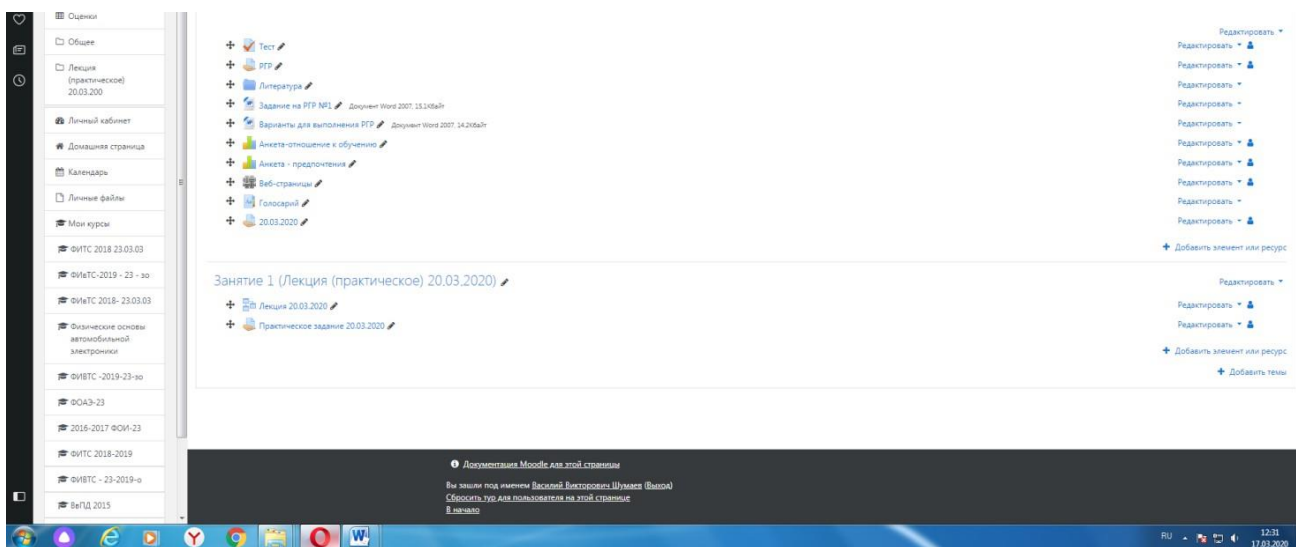 Оценки
Общее
Лекция
(практическое)
20.03.200
Личный кабинет
Домашняя страница
Календарь
Личные файлы
Мои курсы
ФИТС 2018 23.03.03
ФИвТС-2019 - 23 - зо
ФИвТС 2018- 23.03.03
Физические основы
автомобильной
электроники
ФИВТС -2019-23-зо
ФОАЭ-23
2016-2017 ФОИ-23
ФИТС 2018-2019
ФИВТС - 23-2019-о
ВеПД 2015
Редактировать
Тест Редактировать
РГР Редактировать
Литература Редактировать
Задание на РГР №1 Документ Word 2007, 15.1Кбайт Редактировать
Варианты для выполнения РГР Документ Word 2007, 14.2Кбайт Редактировать
Анкета-отношение к обучению Редактировать
Анкета - предпочтения Редактировать
Веб-страницы Редактировать
Голосарий Редактировать
20.03.2020 Редактировать
Добавить элемент или ресурс
Занятие 1 (Лекция (практическое) 20.03.2020) Редактировать
Лекция 20.03.2020 Редактировать
Практическое задание 20.03.2020 Редактировать
Добавить элемент или ресурс
Добавить темы
Документация Moodle для этой страницы
Вы зашли под именем Василий Викторович Шумаев (Выход)
Сбросить тур для пользователя на этой странице
В начало
RU 12:31
17.03.2020